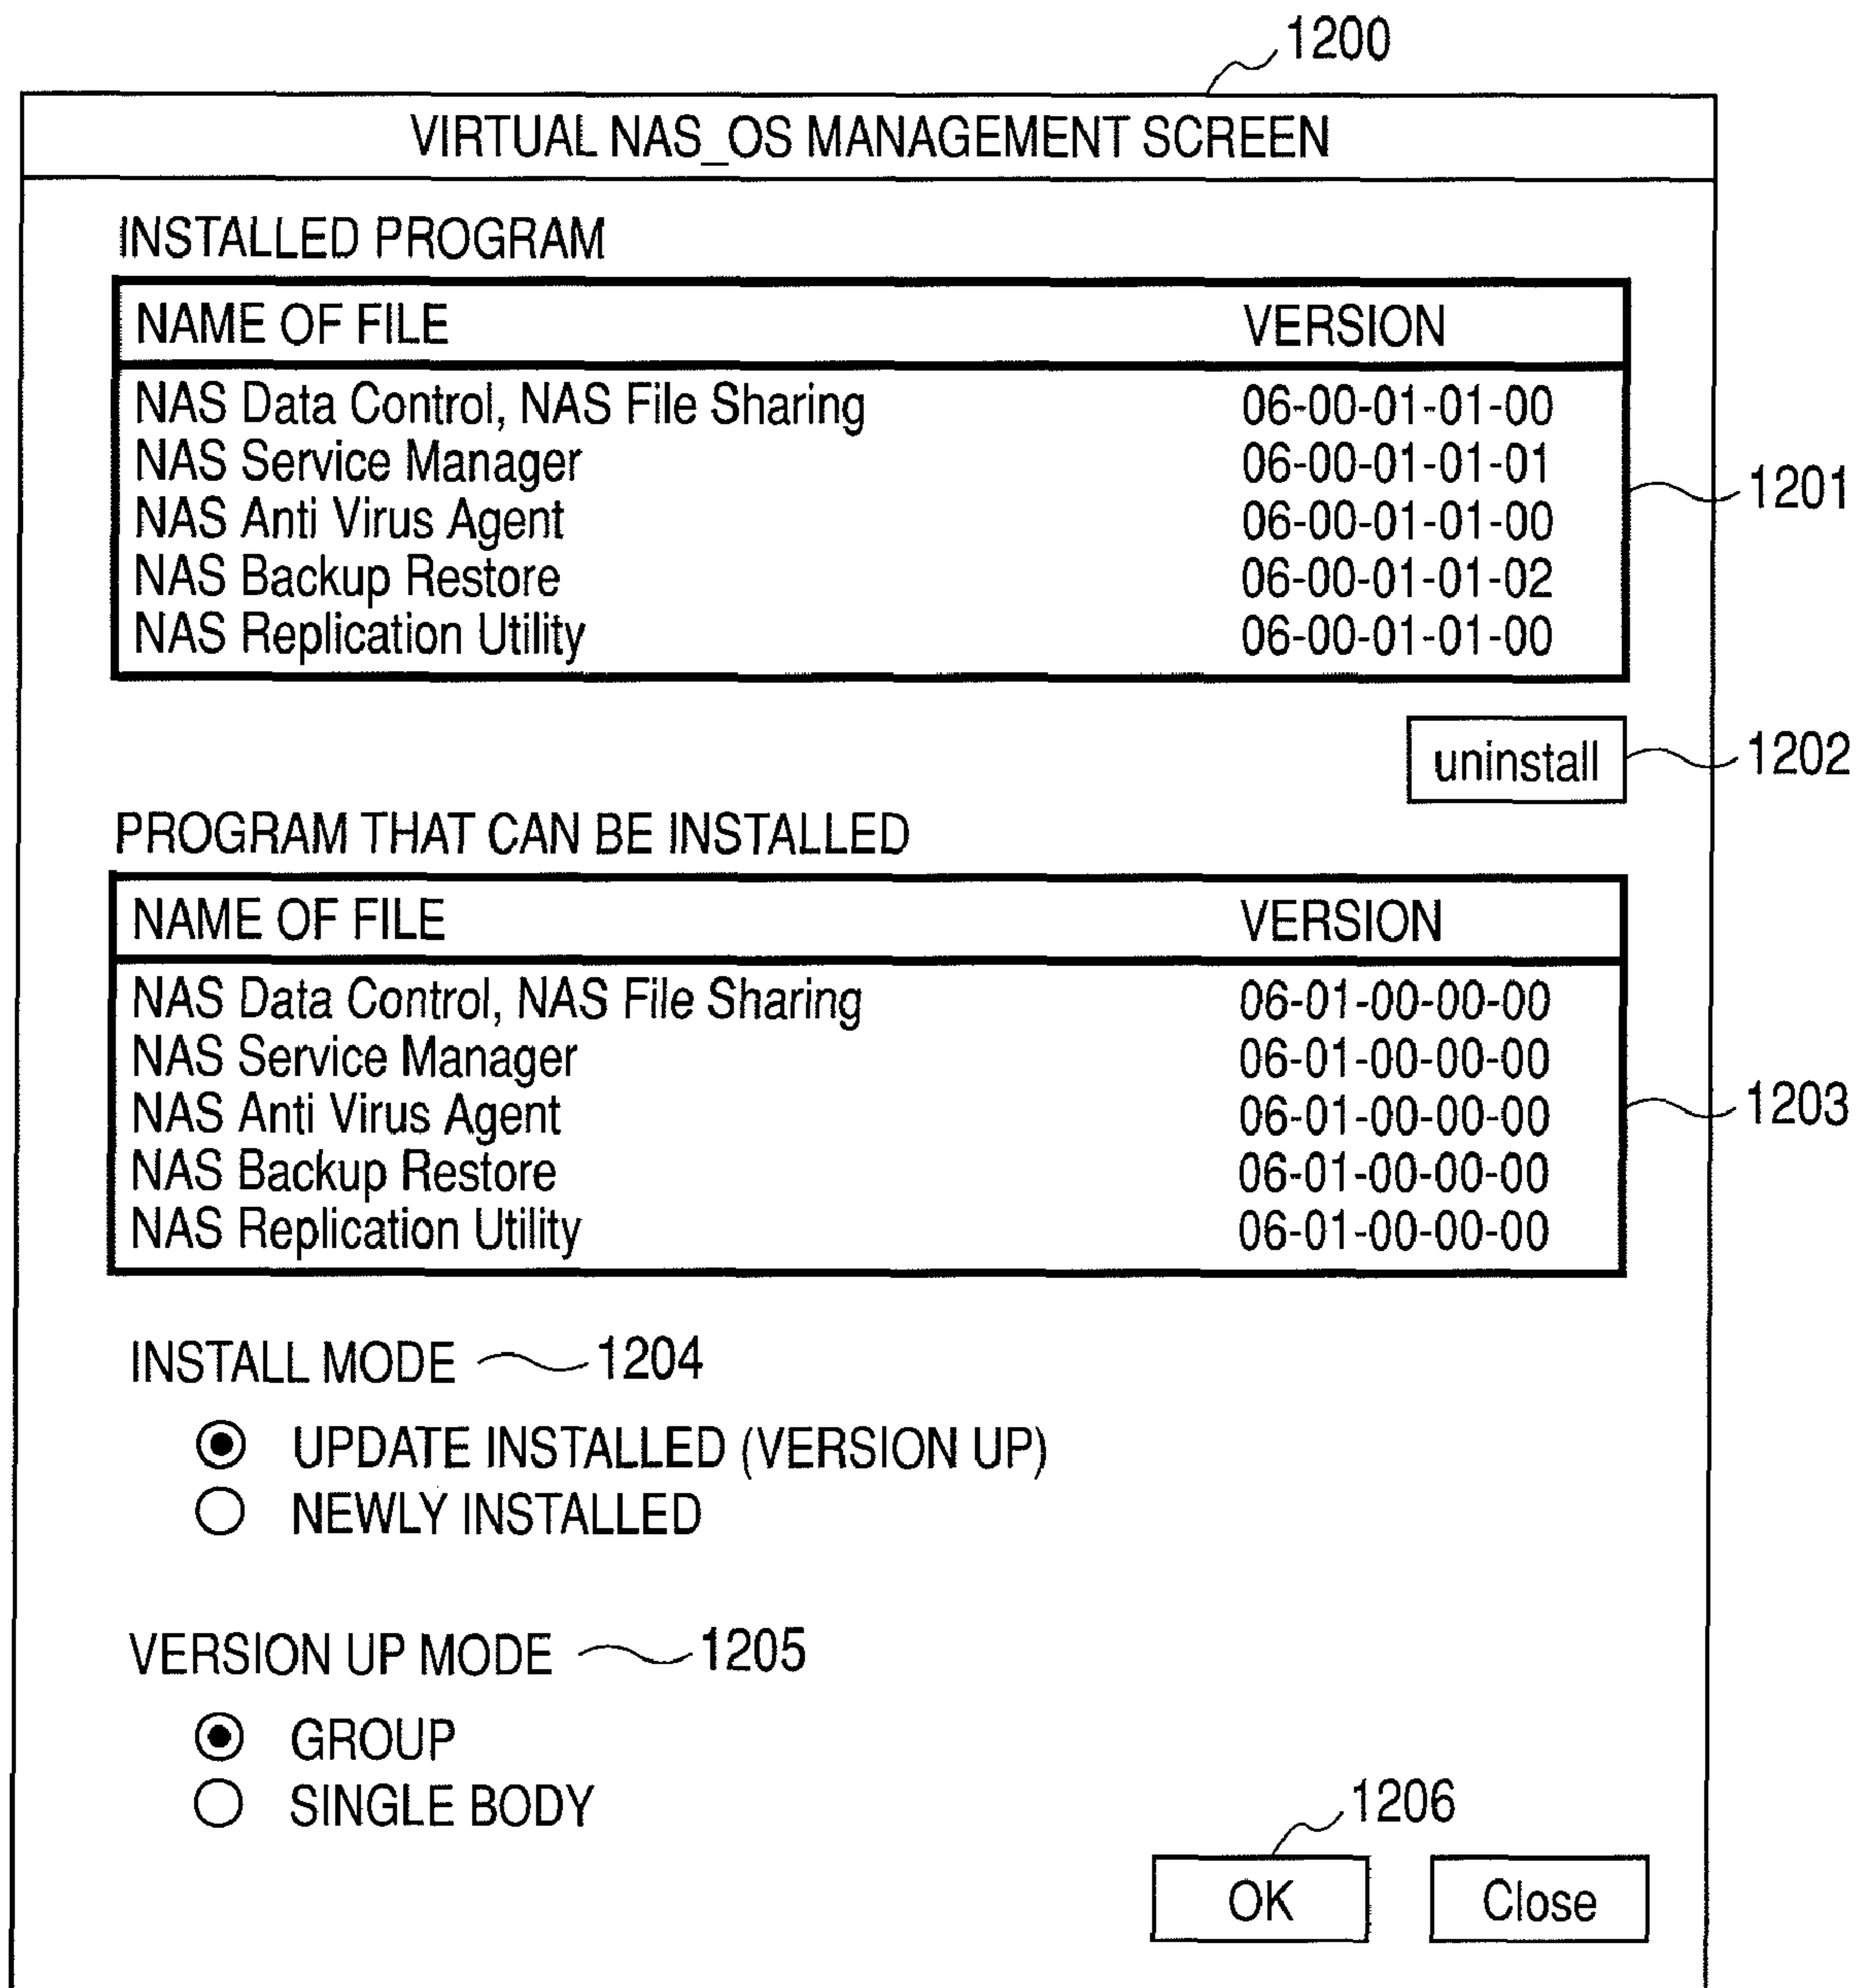 1200
VIRTUAL NAS_OS MANAGEMENT SCREEN
INSTALLED PROGRAM
NAME OF FILE VERSION
NAS Data Control, NAS File Sharing 06-00-01-01-00
NAS Service Manager 06-00-01-01-01
NAS Anti Virus Agent 06-00-01-01-00
NAS Backup Restore 06-00-01-01-02
NAS Replication Utility 06-00-01-01-00
1201
uninstall 1202
PROGRAM THAT CAN BE INSTALLED
NAME OF FILE VERSION
NAS Data Control, NAS File Sharing 06-01-00-00-00
NAS Service Manager 06-01-00-00-00
NAS Anti Virus Agent 06-01-00-00-00
NAS Backup Restore 06-01-00-00-00
NAS Replication Utility 06-01-00-00-00
1203
INSTALL MODE 1204
UPDATE INSTALLED (VERSION UP)
NEWLY INSTALLED
VERSION UP MODE 1205
GROUP
SINGLE BODY
1206
OK Close